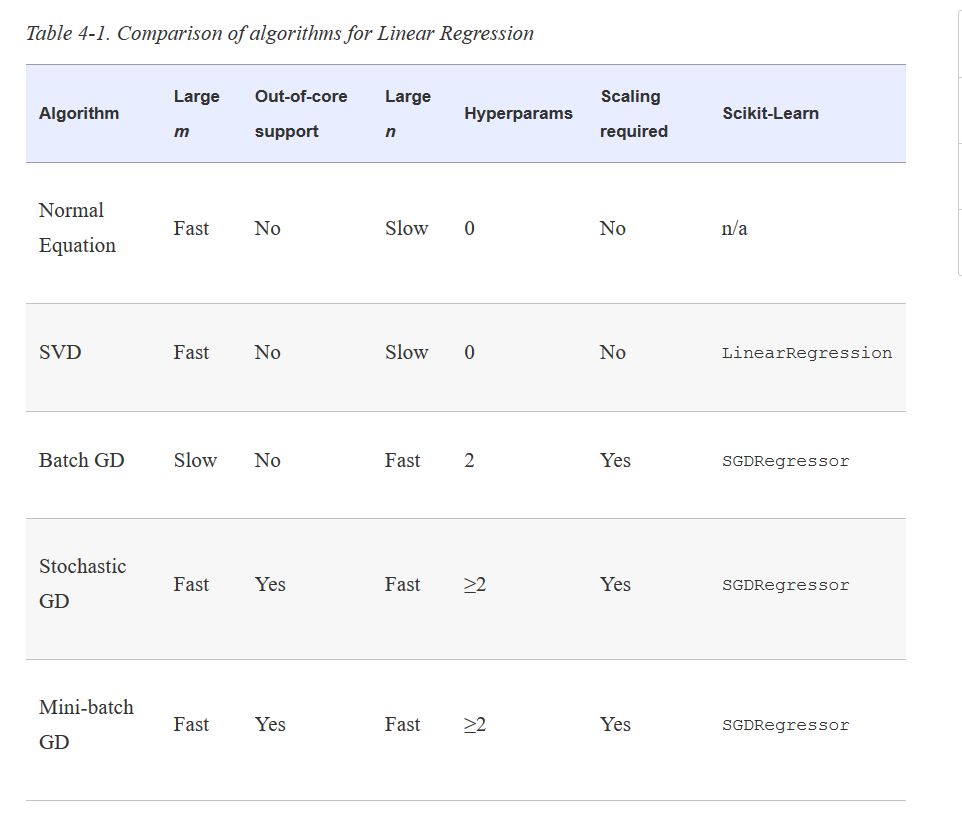 Table 4-1. Comparison of algorithms for Linear Regression
Algorithm Large m Out-of-core support Large n Hyperparams Scaling required Scikit-Learn
Normal Equation Fast No Slow 0 No n/a
SVD Fast No Slow 0 No LinearRegression
Batch GD Slow No Fast 2 Yes SGDRegressor
Stochastic GD Fast Yes Fast ≥2 Yes SGDRegressor
Mini-batch GD Fast Yes Fast ≥2 Yes SGDRegressor